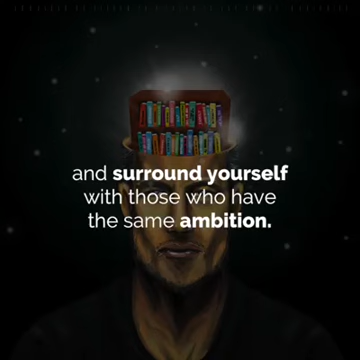 and surround yourself
with those who have
the same ambition.